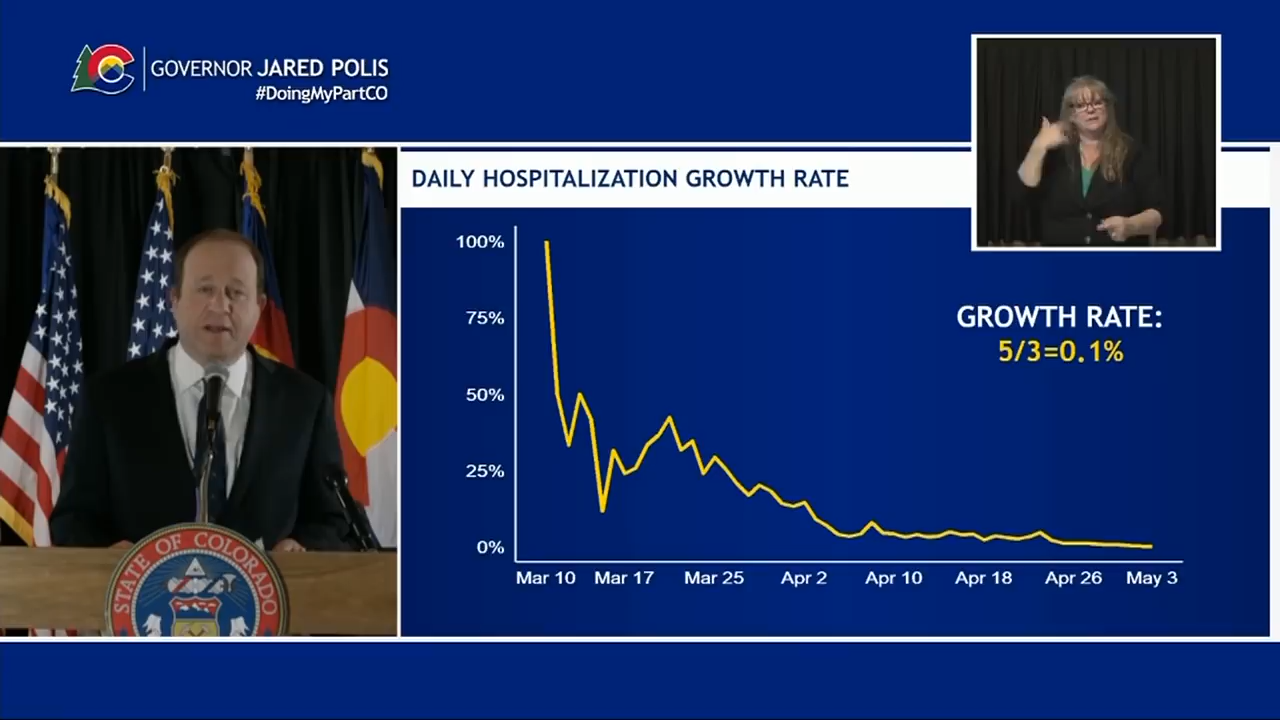 GOVERNOR JARED POLIS
#DoingMyPartCO
DAILY HOSPITALIZATION GROWTH RATE
100%
75%
50%
25%
0%
Mar 10 Mar 17 Mar 25 Apr 2 Apr 10 Apr 18 Apr 26 May 3
GROWTH RATE:
5/3=0.1%
STATE OF COLORADO